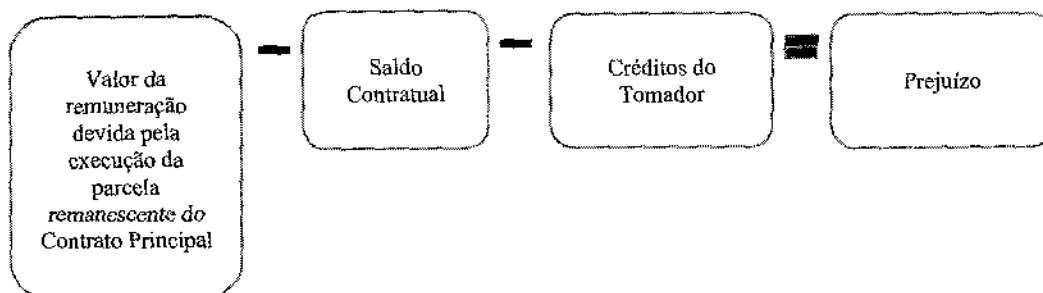 Valor da
remuneração
devida pela
execução da
parcela
remanescente do
Contrato Principal
Saldo
Contratual
Créditos do
Tomador
Prejuízo